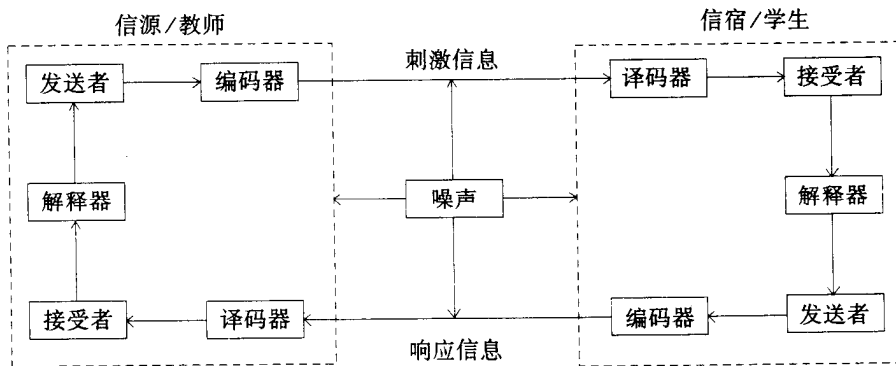 信源/教师
信宿/学生
刺激信息
发送者
编码器
译码器
接受者
解释器
噪声
解释器
接受者
译码器
编码器
发送者
响应信息